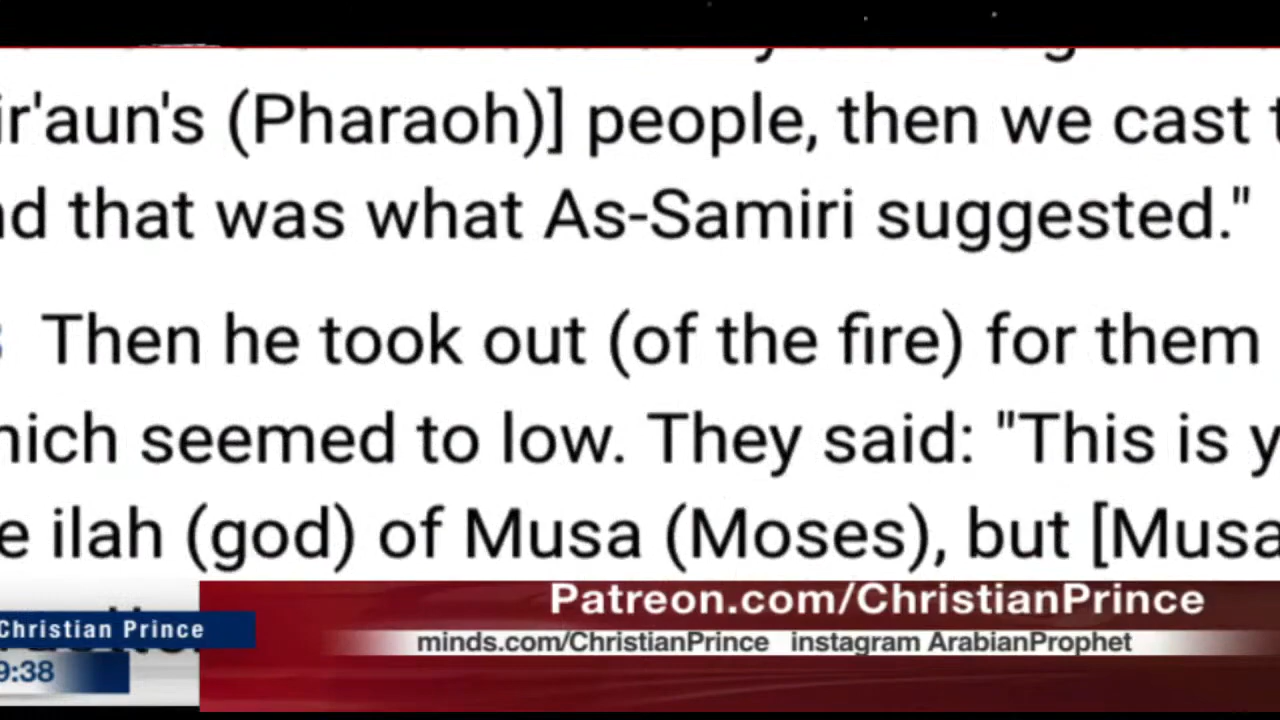 ir'aun's (Pharaoh)] people, then we cast
nd that was what As-Samiri suggested."
Then he took out (of the fire) for them
hich seemed to low. They said: "This is y
e ilah (god) of Musa (Moses), but [Musa
Patreon.com/ChristianPrince
Christian Prince
minds.com/ChristianPrince instagram ArabianProphet
9:38